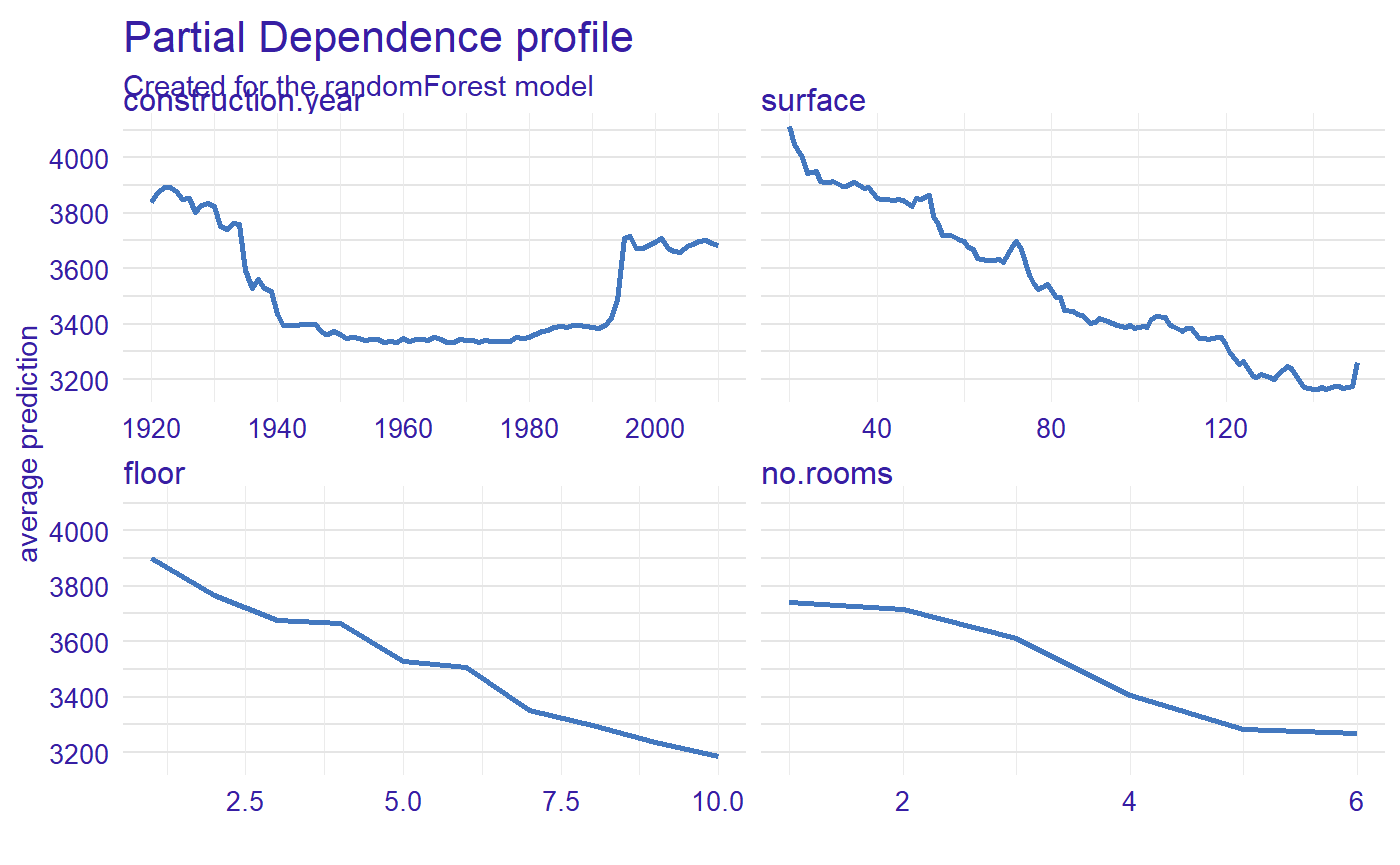 Partial Dependence profile
Created for the randomForest model
construction.year
surface
4000
3800
3600
3400
3200
1920 1940 1960 1980 2000
40 80 120
average prediction
floor
no.rooms
4000
3800
3600
3400
3200
2.5 5.0 7.5 10.0
2 4 6